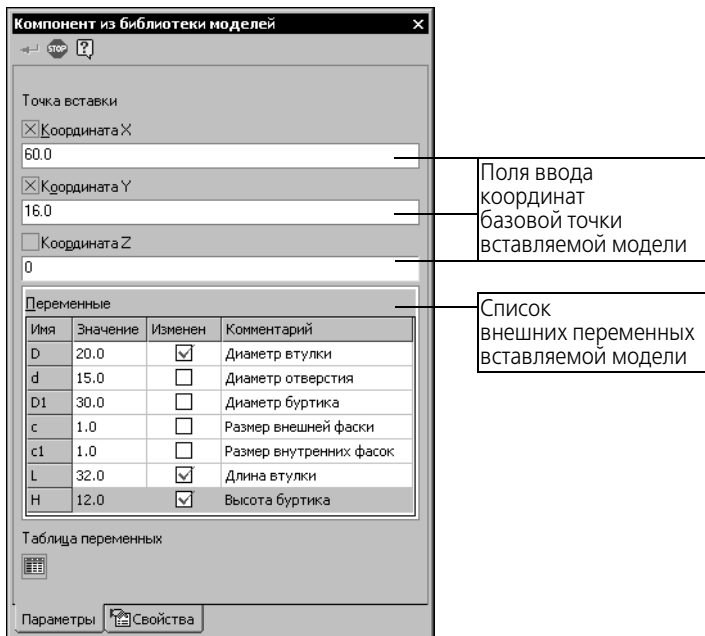 Компонент из библиотеки моделей
STOP
Точка вставки
Координата X
60.0
Координата Y
16.0
Координата Z
0
Поля ввода
координат
базовой точки
вставляемой модели
Переменные
Список
внешних переменных
вставляемой модели
Имя Значение Изменен Комментарий
D 20.0 Диаметр втулки
d 15.0 Диаметр отверстия
D1 30.0 Диаметр буртика
c 1.0 Размер внешней фаски
c1 1.0 Размер внутренних фасок
L 32.0 Длина втулки
H 12.0 Высота буртика
Таблица переменных
Параметры Свойства